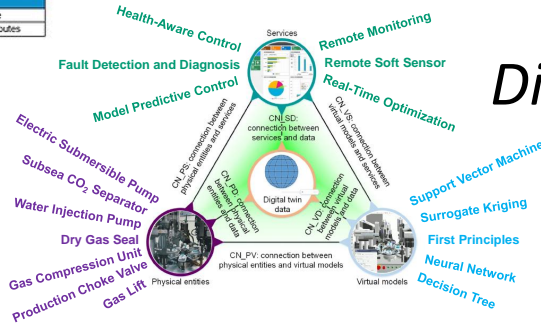 Di
Health-Aware Control
Fault Detection and Diagnosis
Model Predictive Control
Services
Remote Monitoring
Remote Soft Sensor
Real-Time Optimization
CN_SD:
connection between
services and data
CN_PS: connection between
physical entities and services
CN_VS: connection between
virtual models and services
CN_PD: connection
between physical
entities and data
Digital twin
data
CN_VD: connection
between virtual
models and data
CN_PV: connection between
physical entities and virtual models
Electric Submersible Pump
Subsea CO₂ Separator
Water Injection Pump
Dry Gas Seal
Gas Compression Unit
Production Choke Valve
Gas Lift
Physical entities
Virtual models
Support Vector Machine
Surrogate Kriging
First Principles
Neural Network
Decision Tree